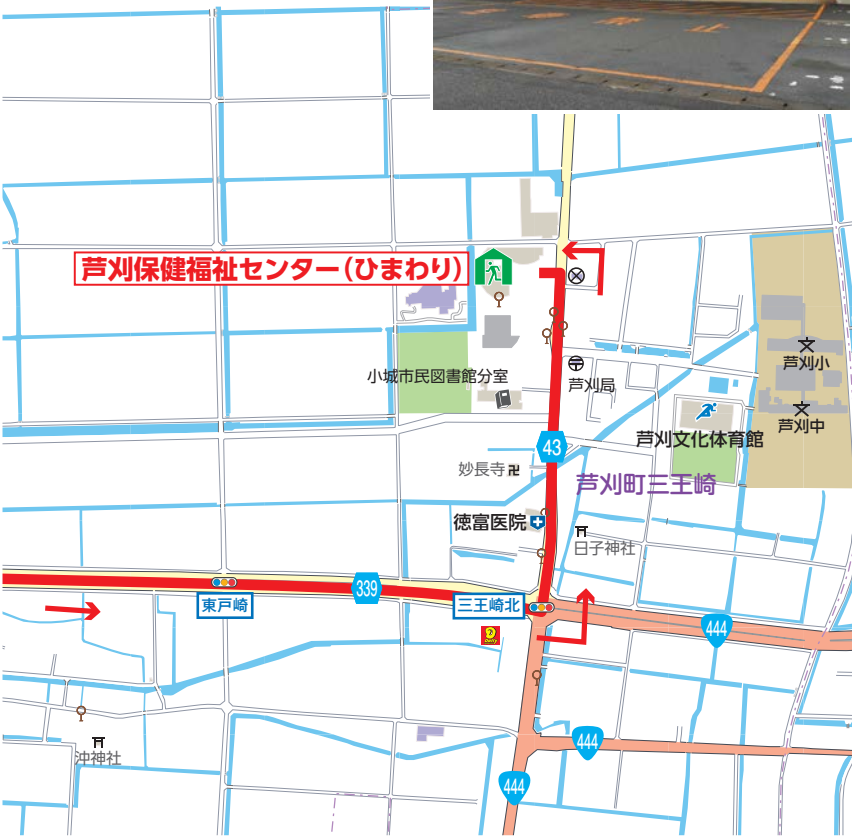 芦刈保健福祉センター(ひまわり)
小城市民図書館分室
芦刈局
芦刈小
芦刈中
芦刈文化体育館
43
妙長寺
芦刈町三王崎
徳富医院
日子神社
339
東戸崎
三王崎北
444
沖神社
444
444